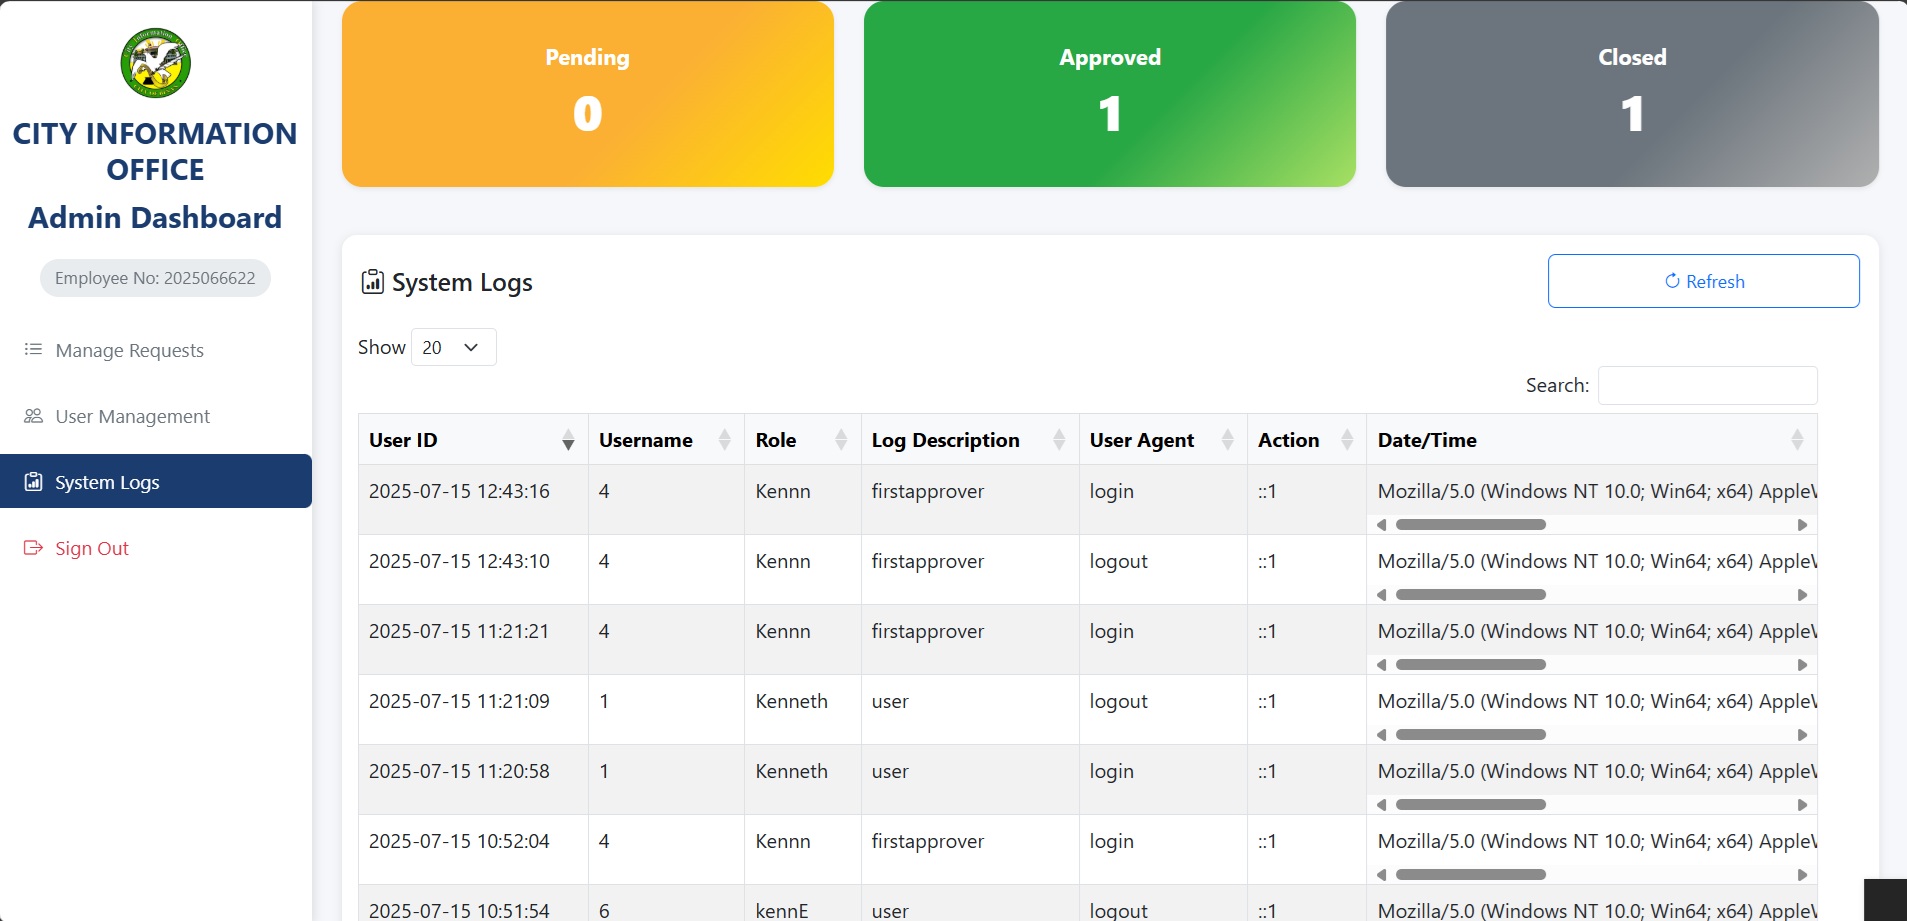 CITY INFORMATION
OFFICE
Admin Dashboard
Employee No: 2025066622
Manage Requests
User Management
System Logs
Sign Out
Pending
0
Approved
1
Closed
1
System Logs
Refresh
Show 20
Search:
User ID Username Role Log Description User Agent Action Date/Time
2025-07-15 12:43:16 4 Kennn firstapprover login ::1 Mozilla/5.0 (Windows NT 10.0; Win64; x64) Apple
2025-07-15 12:43:10 4 Kennn firstapprover logout ::1 Mozilla/5.0 (Windows NT 10.0; Win64; x64) Apple
2025-07-15 11:21:21 4 Kennn firstapprover login ::1 Mozilla/5.0 (Windows NT 10.0; Win64; x64) Apple
2025-07-15 11:21:09 1 Kenneth user logout ::1 Mozilla/5.0 (Windows NT 10.0; Win64; x64) Apple
2025-07-15 11:20:58 1 Kenneth user login ::1 Mozilla/5.0 (Windows NT 10.0; Win64; x64) Apple
2025-07-15 10:52:04 4 Kennn firstapprover login ::1 Mozilla/5.0 (Windows NT 10.0; Win64; x64) Apple
2025-07-15 10:51:54 6 kennE user logout ::1 Mozilla/5.0 (Windows NT 10.0; Win64; x64) Apple